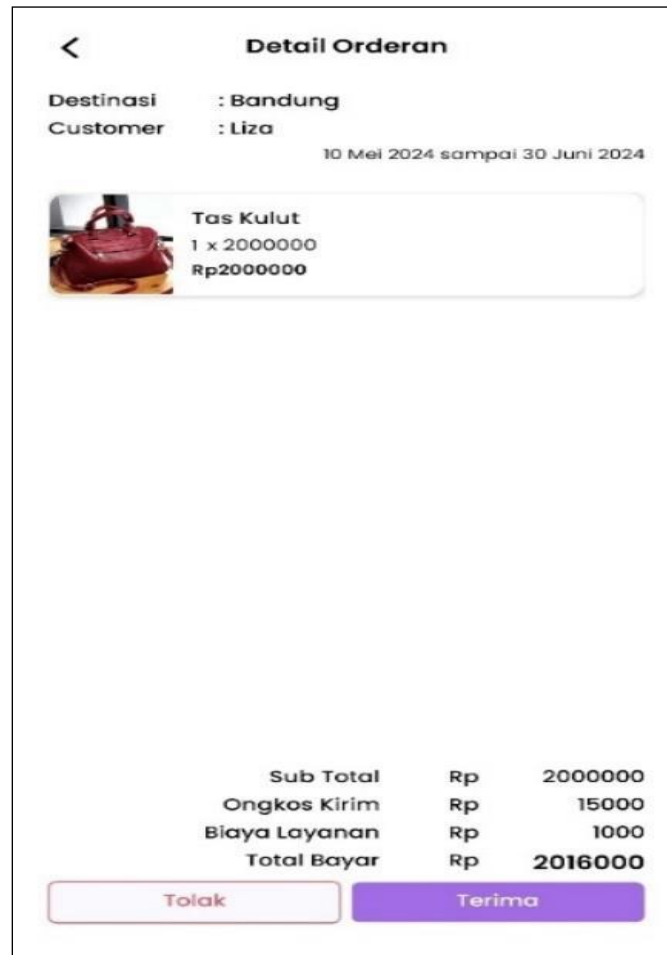 Detail Orderan
Destinasi : Bandung
Customer : Liza
10 Mei 2024 sampai 30 Juni 2024
Tas Kulut
1 x 2000000
Rp2000000
Sub Total Rp 2000000
Ongkos Kirim Rp 15000
Biaya Layanan Rp 1000
Total Bayar Rp 2016000
Tolak Terima